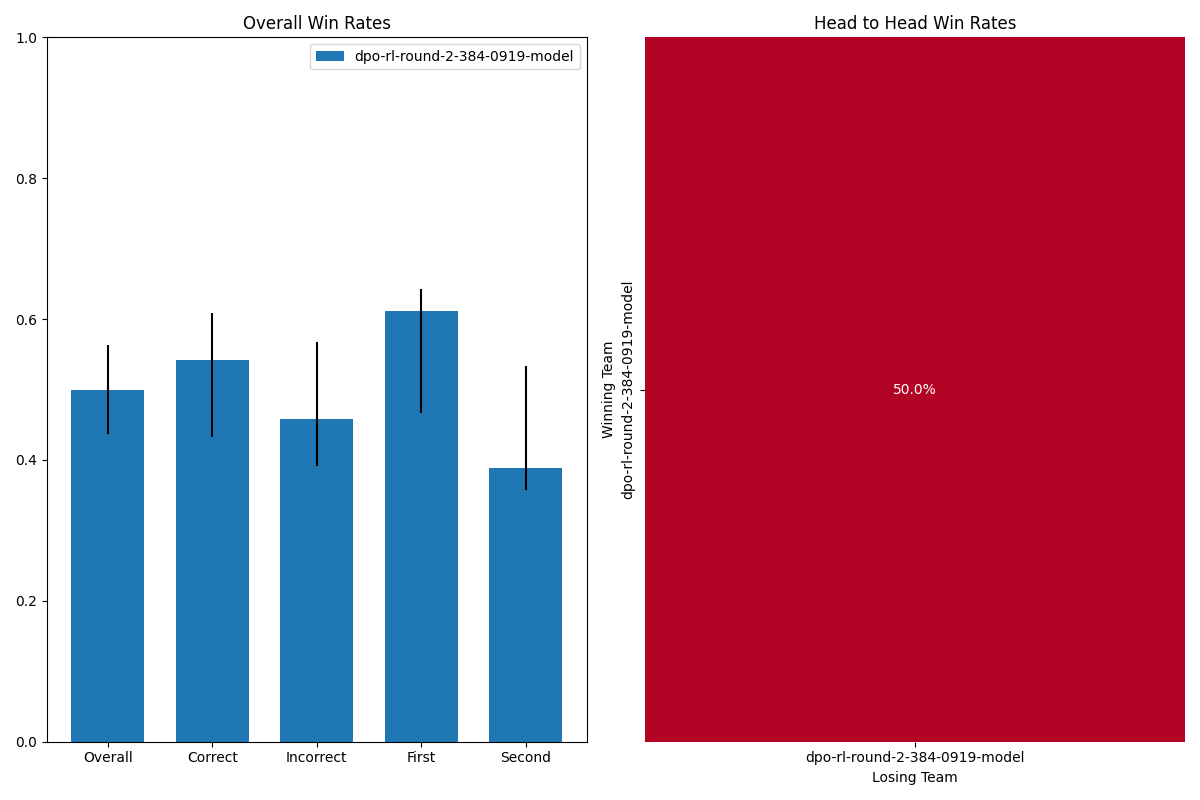 Overall Win Rates
1.0
0.8
0.6
0.4
0.2
0.0
dpo-rl-round-2-384-0919-model
Overall
Correct
Incorrect
First
Second
Head to Head Win Rates
Winning Team
dpo-rl-round-2-384-0919-model
50.0%
dpo-rl-round-2-384-0919-model
Losing Team